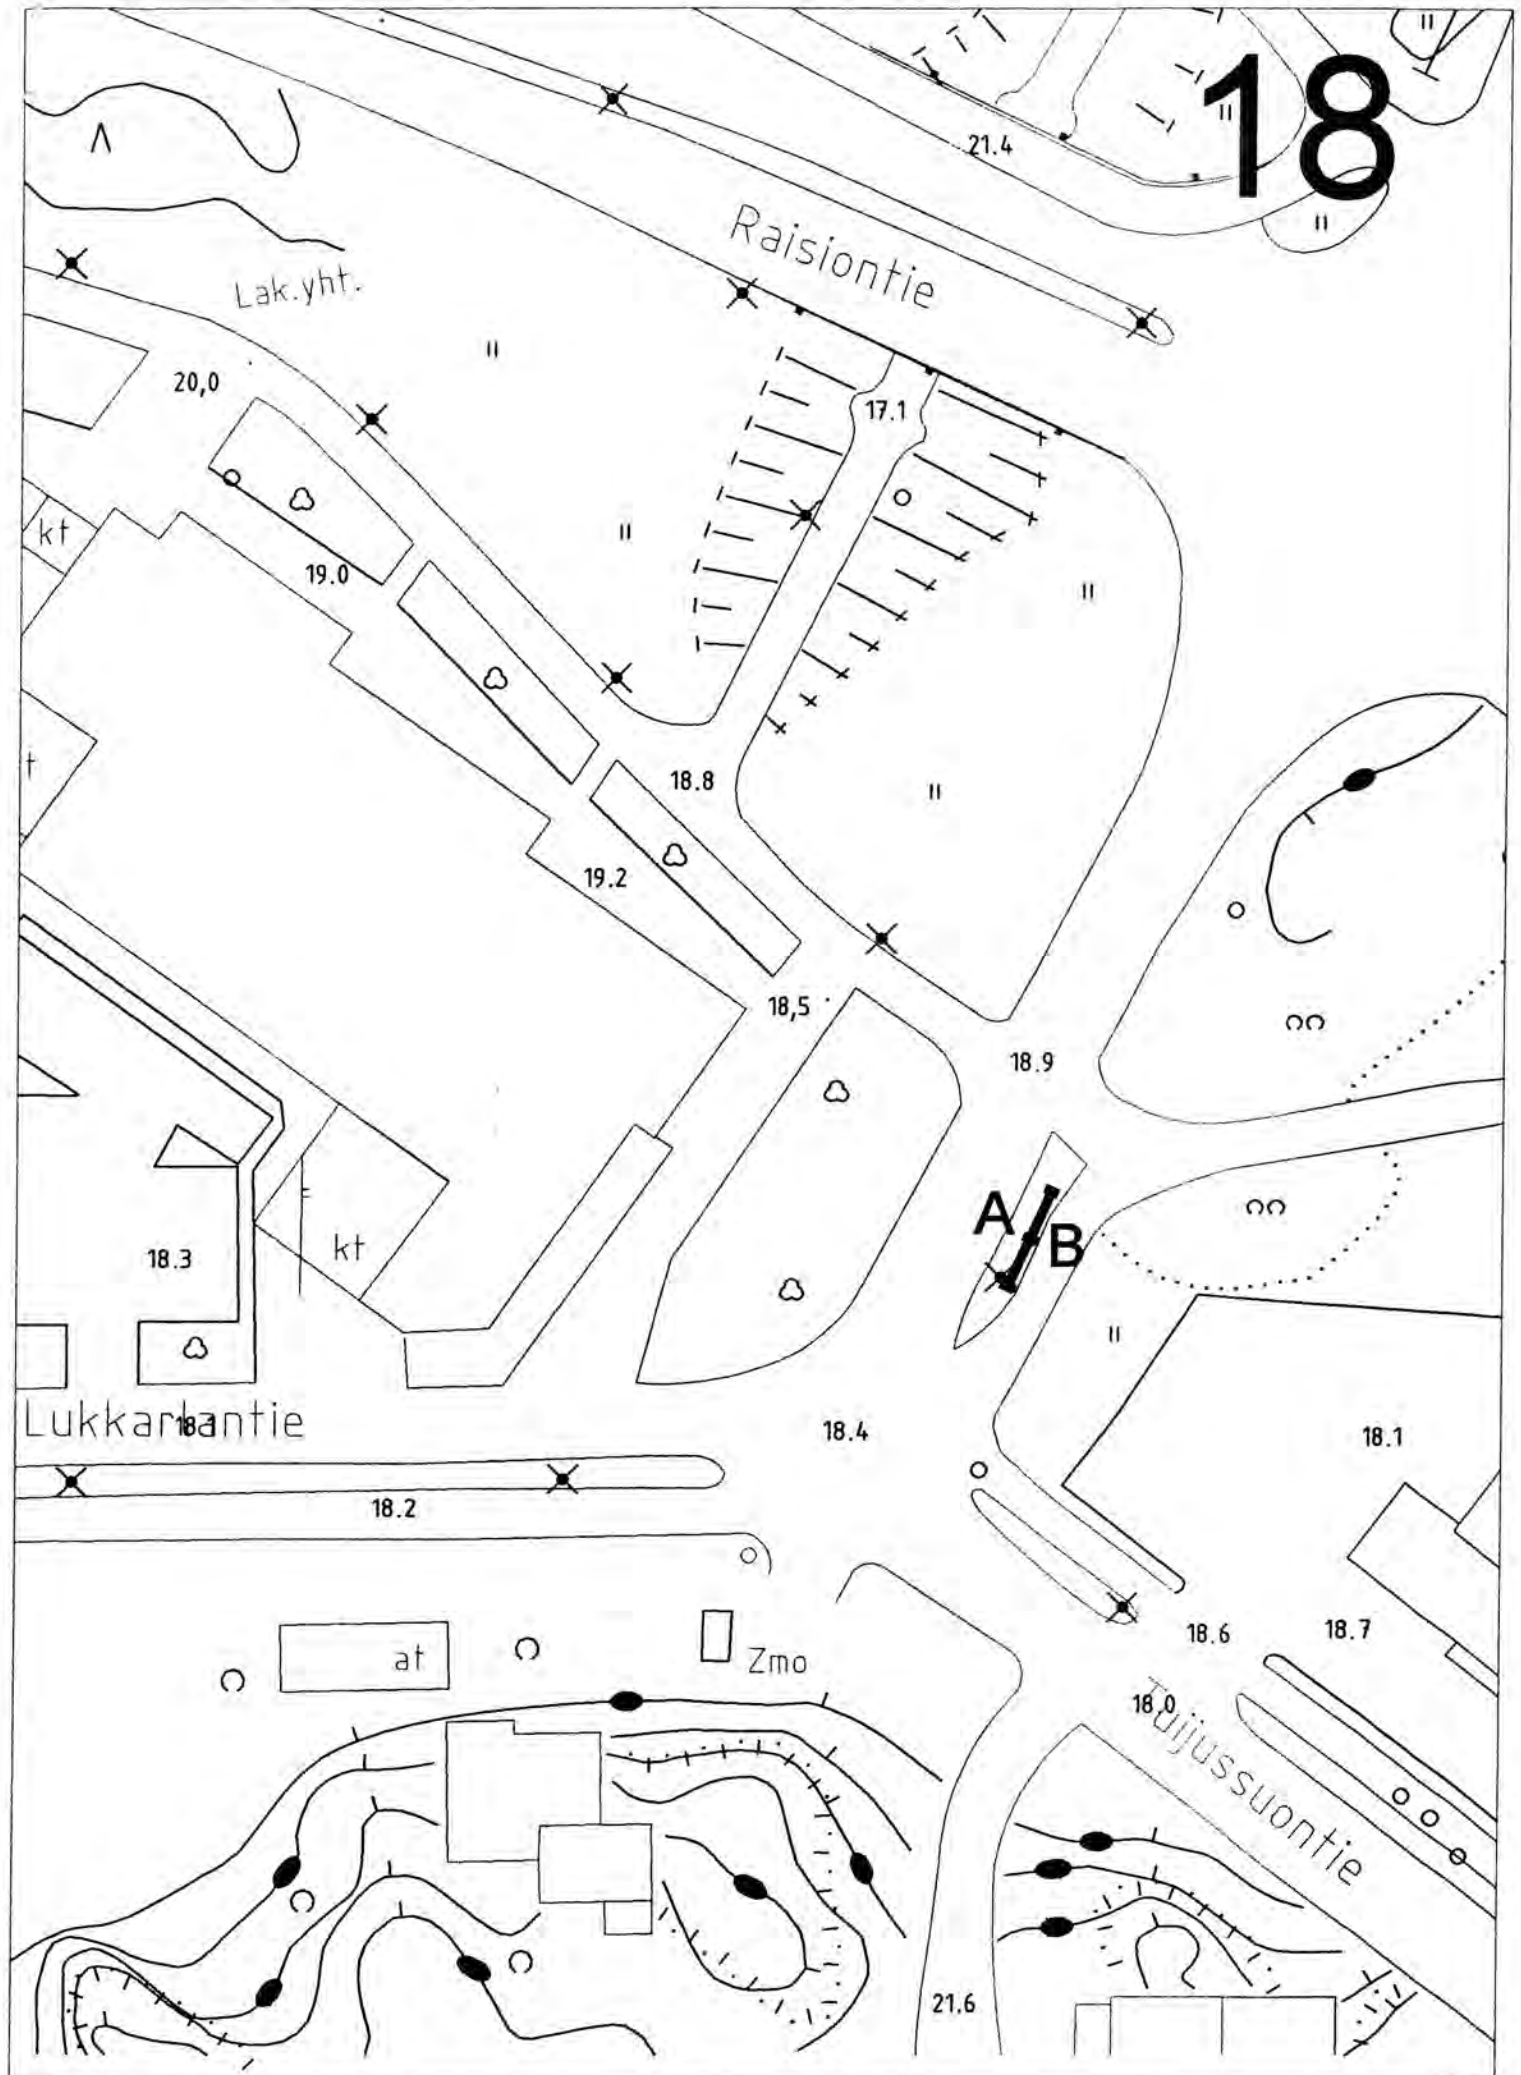 18
21.4
Raisiontie
Lak.yht.
20,0
17.1
kt
19.0
t
18.8
19.2
18,5
18.9
A
B
18.3
kt
Lukkarlantie
18.4
18.1
18.2
18.6
18.7
at
Zmo
18.0
Tuijussuontie
21.6